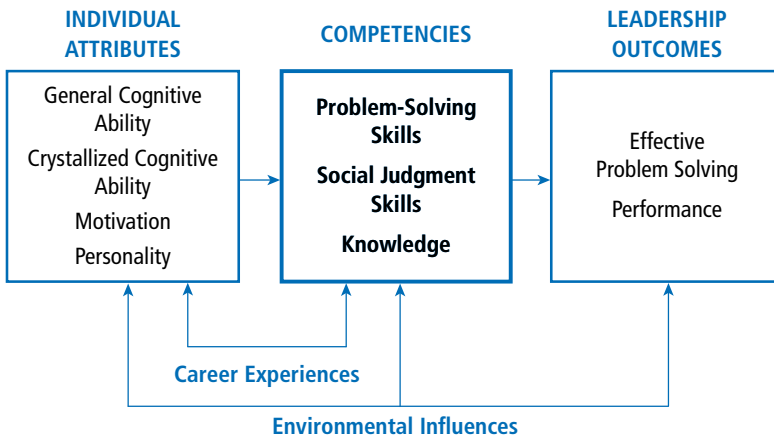 INDIVIDUAL
ATTRIBUTES
COMPETENCIES
LEADERSHIP
OUTCOMES
General Cognitive
Ability
Crystallized Cognitive
Ability
Motivation
Personality
Problem-Solving
Skills
Social Judgment
Skills
Knowledge
Effective
Problem Solving
Performance
Career Experiences
Environmental Influences